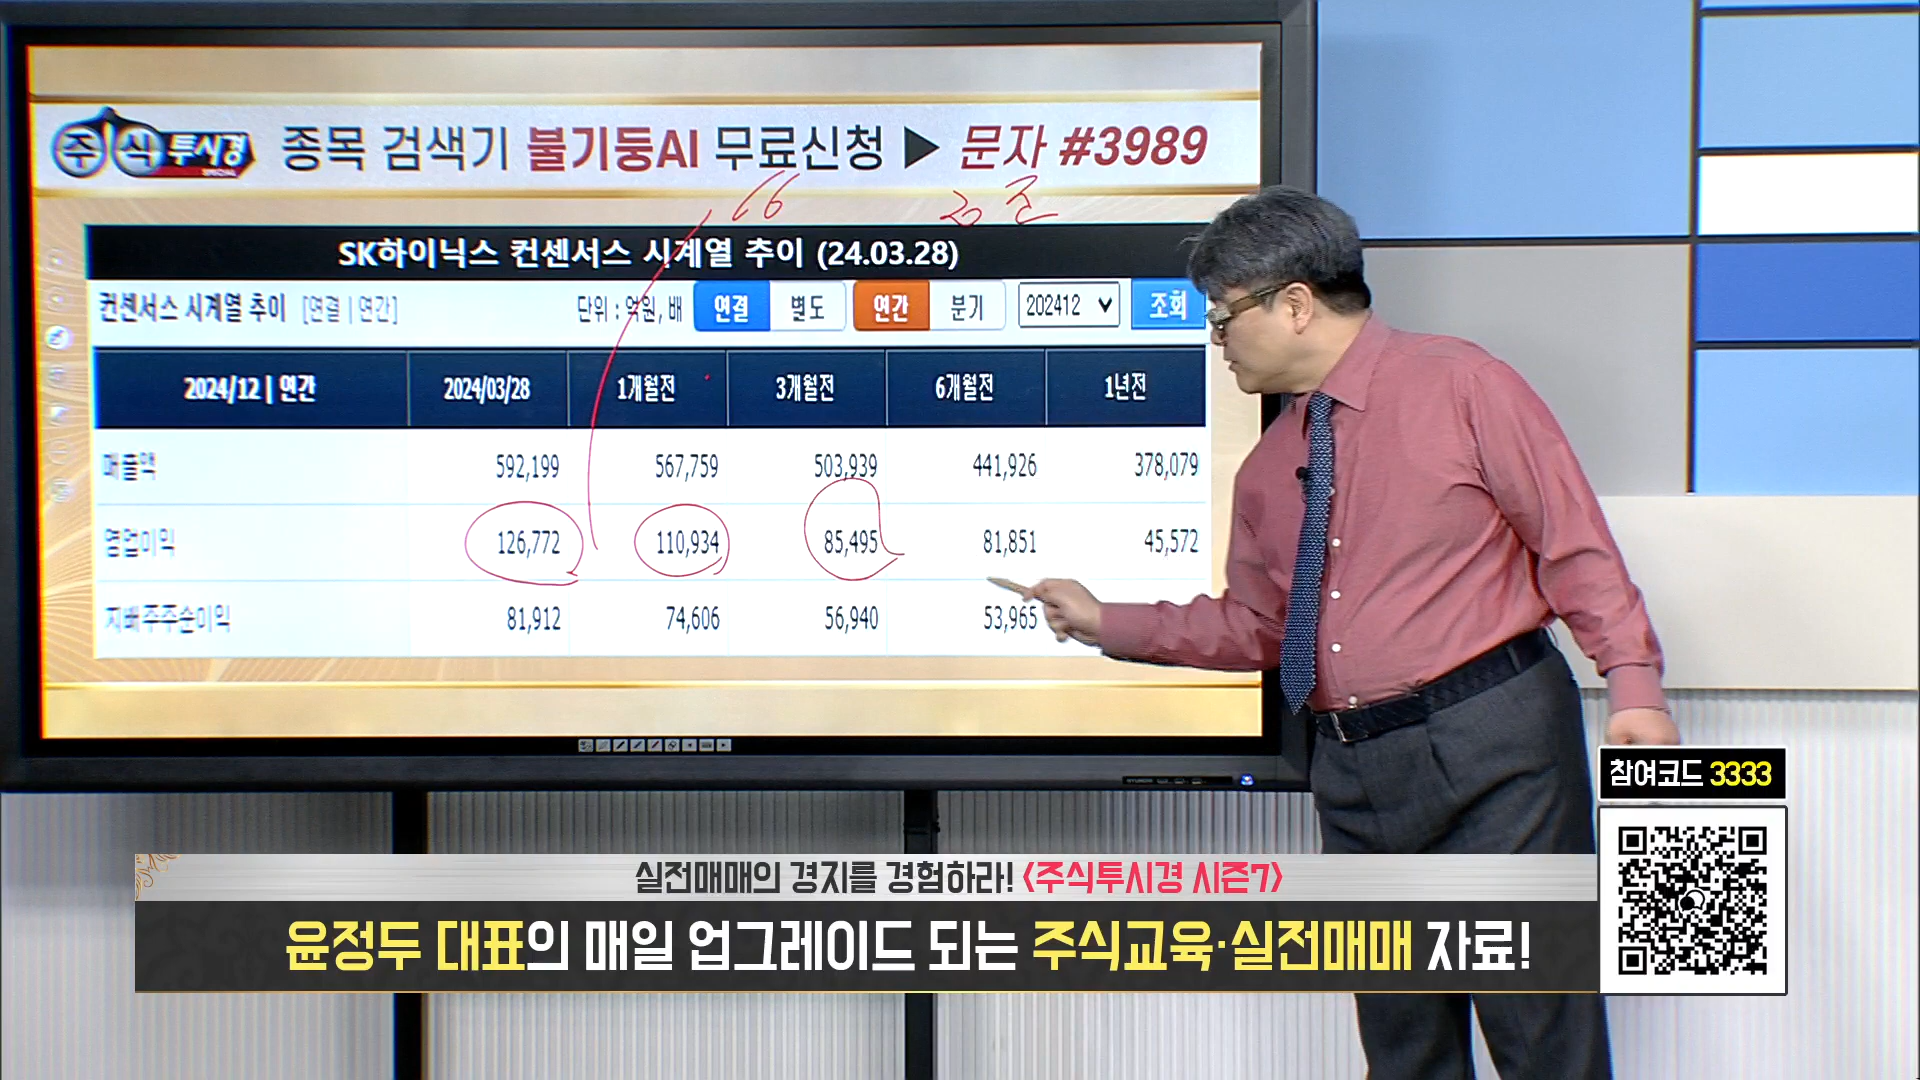 주식투시경 SPECIAL
종목 검색기 불기둥AI 무료신청 ▶ 문자 #3989
16
20 조
SK하이닉스 컨센서스 시계열 추이 (24.03.28)
컨센서스 시계열 추이 [연결 | 연간] 단위 : 억원, 배 연결 별도 연간 분기 202412 조회
2024/12 | 연간 2024/03/28 1개월전 3개월전 6개월전 1년전
매출액 592,199 567,759 503,939 441,926 378,079
영업이익 126,772 110,934 85,495 81,851 45,572
지배주주순이익 81,912 74,606 56,940 53,965
HYUNDAI
참여코드 3333
실전매매의 경지를 경험하라! <주식투시경 시즌7>
윤정두 대표의 매일 업그레이드 되는 주식교육·실전매매 자료!